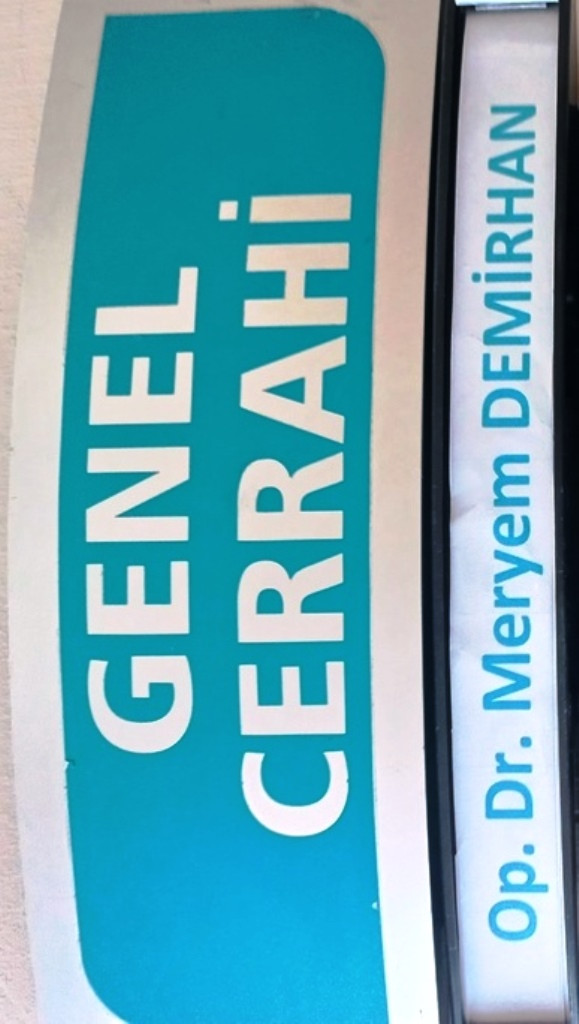 GENEL
CERRAHİ
Op. Dr. Meryem DEMİRHAN